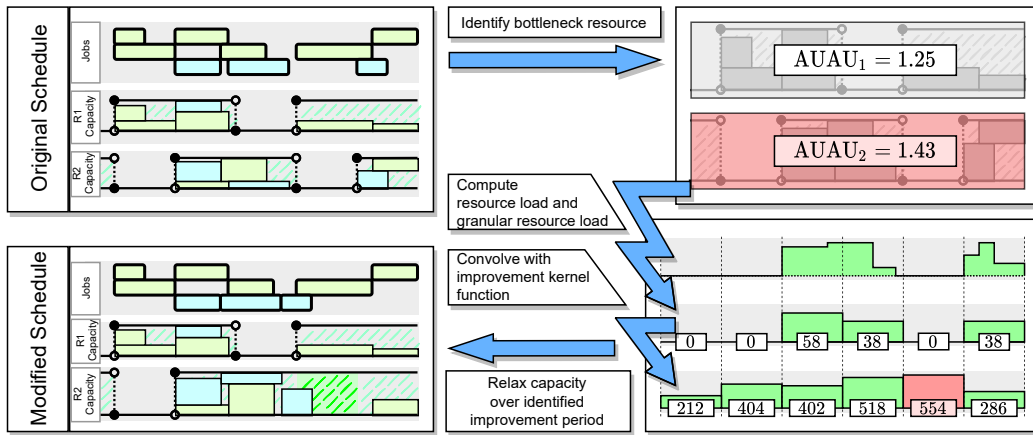 Original Schedule
Jobs
R1
Capacity
R2
Capacity
Identify bottleneck resource
AUAU₁ = 1.25
AUAU₂ = 1.43
Compute
resource load and
granular resource load
Convolve with
improvement kernel
function
0 0 58 38 0 38
212 404 402 518 554 286
Relax capacity
over identified
improvement period
Modified Schedule
Jobs
R1
Capacity
R2
Capacity